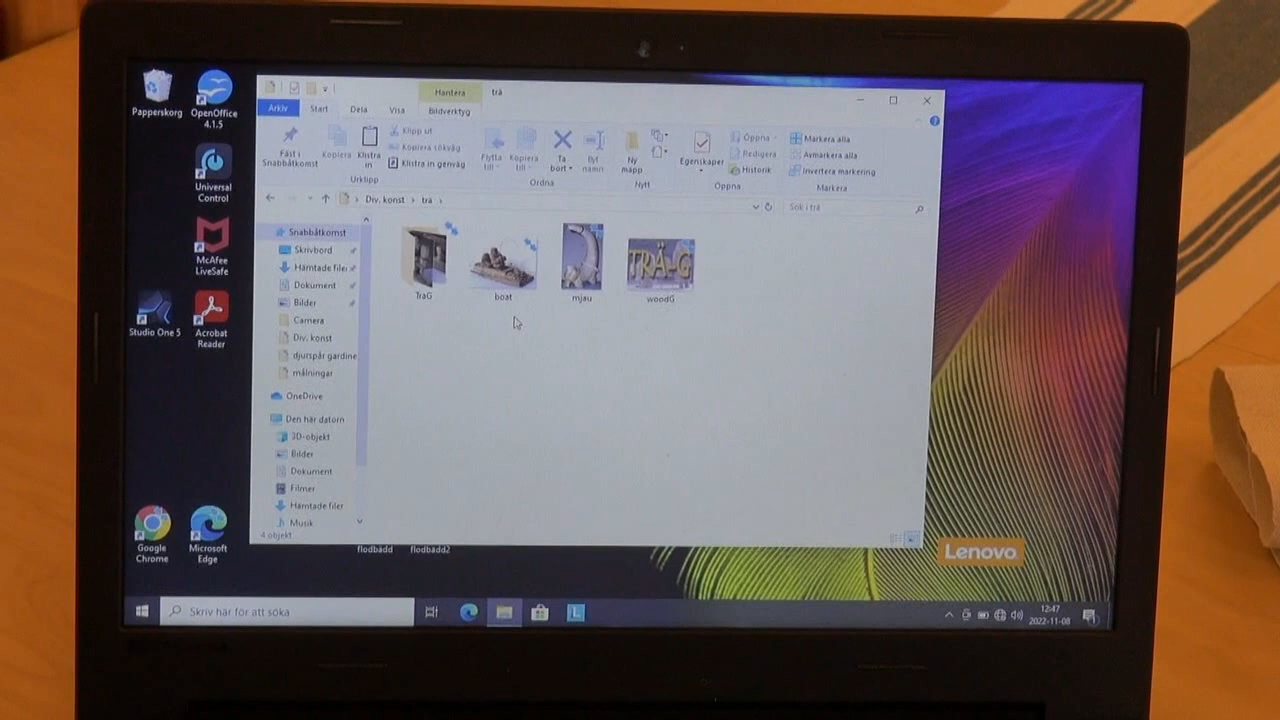 Papperskorg
OpenOffice
4.1.5
Universal
Control
McAfee
LiveSafe
Studio One 5
Acrobat
Reader
Google
Chrome
Microsoft
Edge
Hantera
trä
Arkiv
Start
Dela
Visa
Bildverktyg
Fäst i
Snabbåtkomst
Kopiera
Klistra
in
Klipp ut
Kopiera sökväg
Klistra in genväg
Urklipp
Flytta
till
Kopiera
till
Ta
bort
Byt
namn
Ordna
Ny
mapp
Nytt
Egenskaper
Öppna
Redigera
Historik
Öppna
Markera alla
Avmarkera alla
Invertera markering
Markera
Div. konst
trä
Sök i trä
Snabbåtkomst
Skrivbord
Hämtade filer
Dokument
Bilder
Camera
Div. konst
djurspår gardine
målningar
OneDrive
Den här datorn
3D-objekt
Bilder
Dokument
Filmer
Hämtade filer
Musik
4 objekt
TräG
boat
mjau
TRÄ-G
woodG
flodbädd
flodbädd2
Lenovo
Skriv här för att söka
L
12:47
2022-11-08